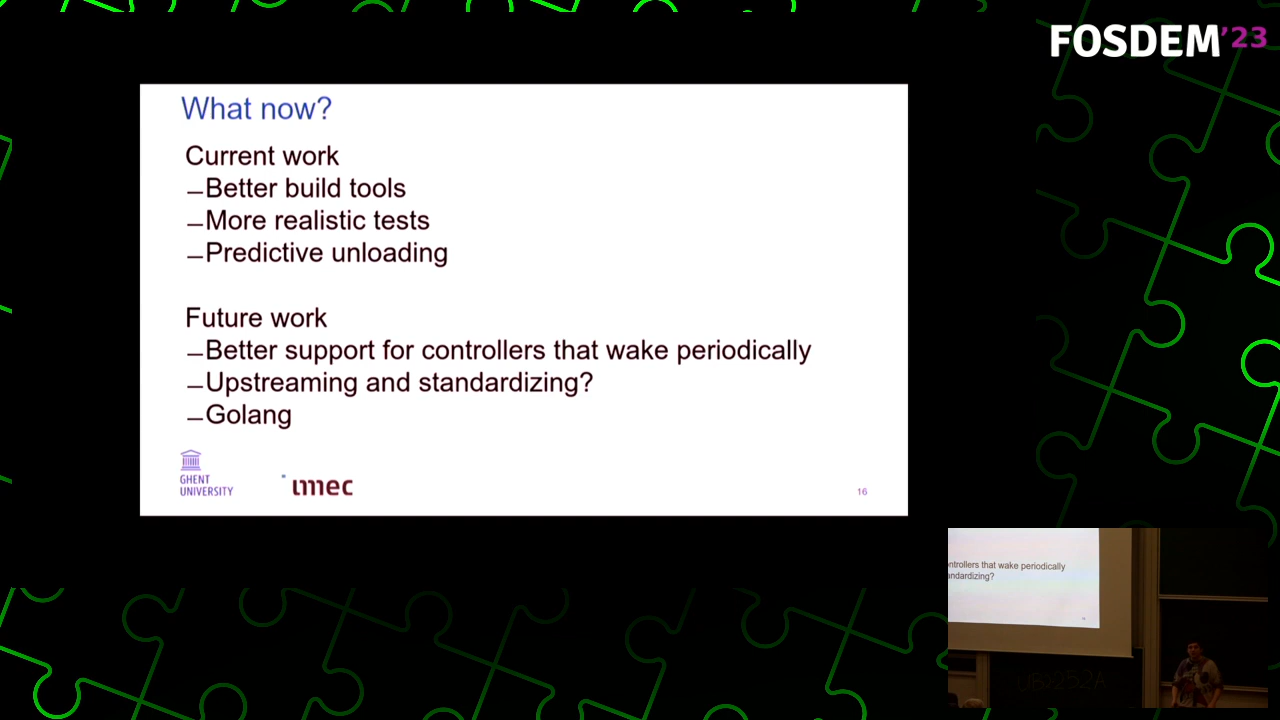 FOSDEM'23
What now?
Current work
–Better build tools
–More realistic tests
–Predictive unloading
Future work
–Better support for controllers that wake periodically
–Upstreaming and standardizing?
–Golang
GHENT
UNIVERSITY
imec
16
ntrollers that wake periodically
andardizing?